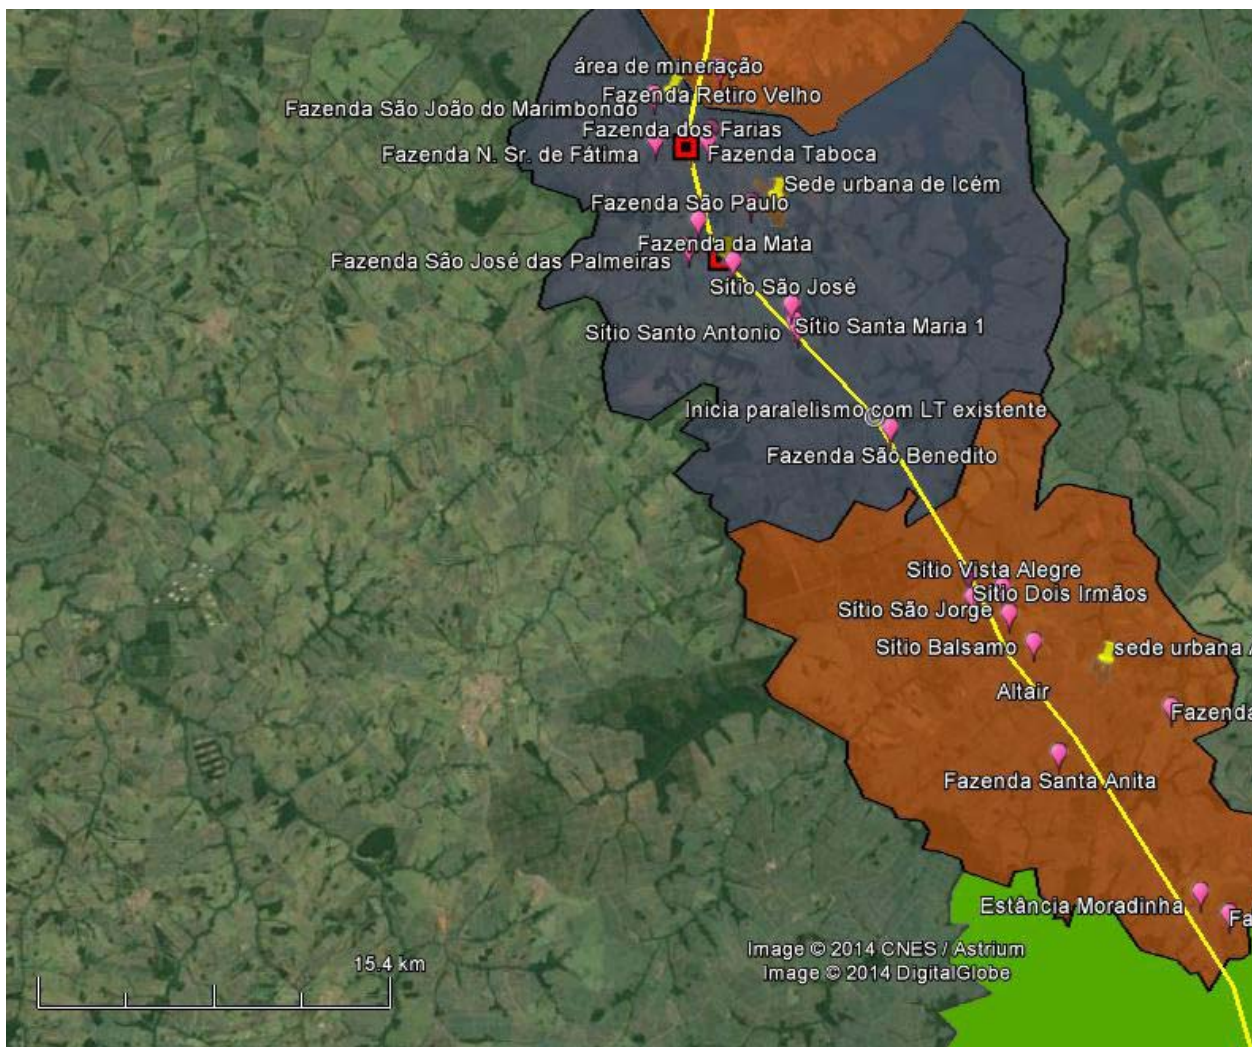 área de mineração
Fazenda Retiro Velho
Fazenda São João do Marimbondo
Fazenda dos Farias
Fazenda N. Sr. de Fátima
Fazenda Taboca
Sede urbana de Icém
Fazenda São Paulo
Fazenda da Mata
Fazenda São José das Palmeiras
Sítio São José
Sítio Santo Antonio
Sítio Santa Maria 1
Inicia paralelismo com LT existente
Fazenda São Benedito
Sítio Vista Alegre
Sítio Dois Irmãos
Sítio São Jorge
Sítio Balsamo
sede urbana
Altair
Fazenda
Fazenda Santa Anita
Estância Moradinha
Fa
Image © 2014 CNES / Astrium
15.4 km
Image © 2014 DigitalGlobe